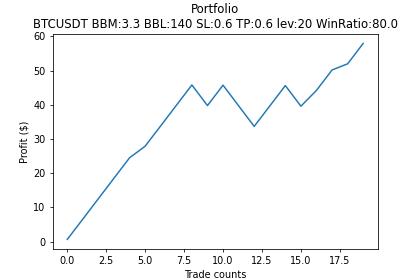 Portfolio
BTCUSDT BBM:3.3 BBL:140 SL:0.6 TP:0.6 lev:20 WinRatio:80.0
60
50
40
30
20
10
0
Profit ($)
0.0 2.5 5.0 7.5 10.0 12.5 15.0 17.5
Trade counts